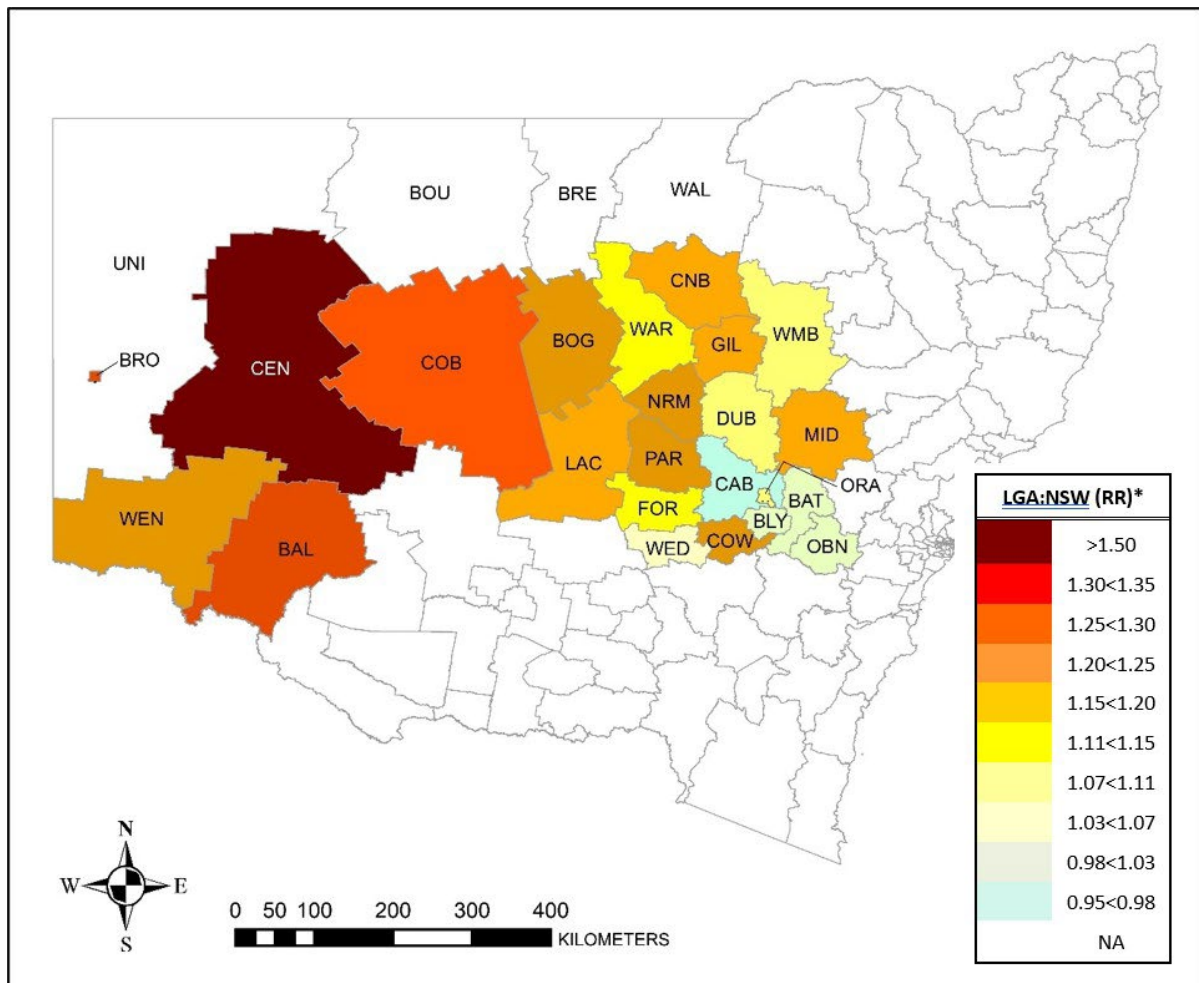 BOU
BRE
WAL
UNI
CNB
WAR
WMB
BOG
GIL
BRO
CEN
COB
NRM
DUB
MID
LAC
PAR
CAB
ORA
BAT
WEN
FOR
BLY
BAL
WED
COW
OBN
LGA:NSW (RR)*
>1.50
1.30<1.35
1.25<1.30
1.20<1.25
1.15<1.20
1.11<1.15
1.07<1.11
1.03<1.07
0.98<1.03
0.95<0.98
NA
N
W E
S
0 50 100 200 300 400
KILOMETERS